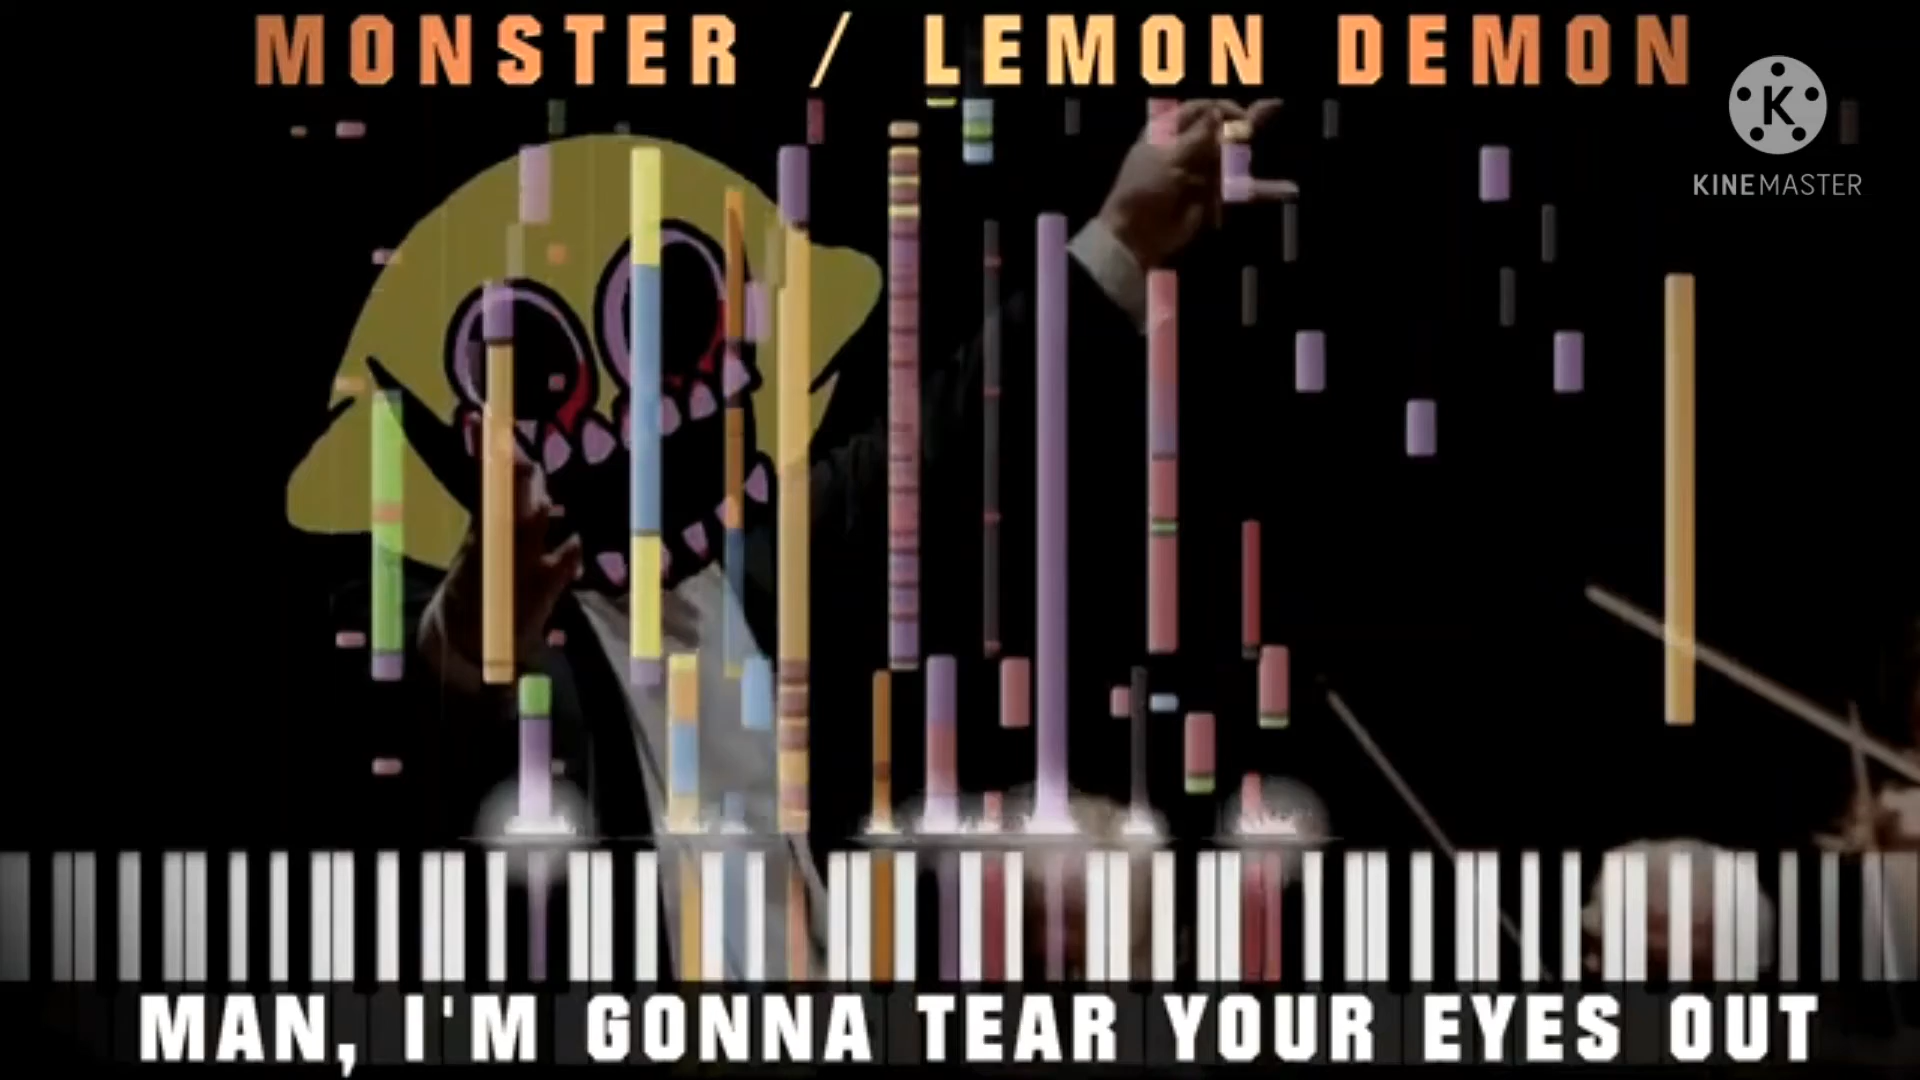 MONSTER / LEMON DEMON
K
KINEMASTER
MAN, I'M GONNA TEAR YOUR EYES OUT